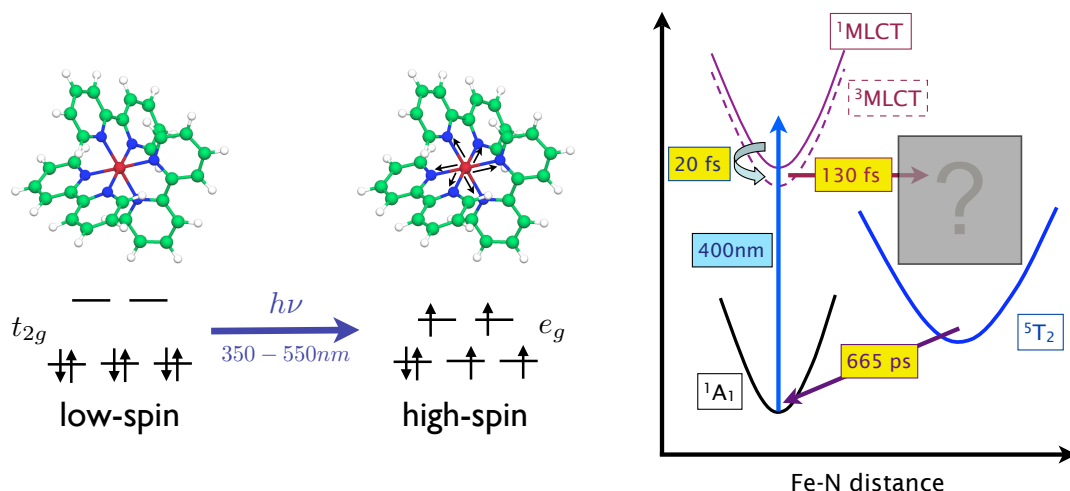 t₂g
hν
350 − 550nm
e_g
low-spin
high-spin
¹MLCT
³MLCT
20 fs
130 fs
?
400nm
⁵T₂
665 ps
¹A₁
Fe-N distance